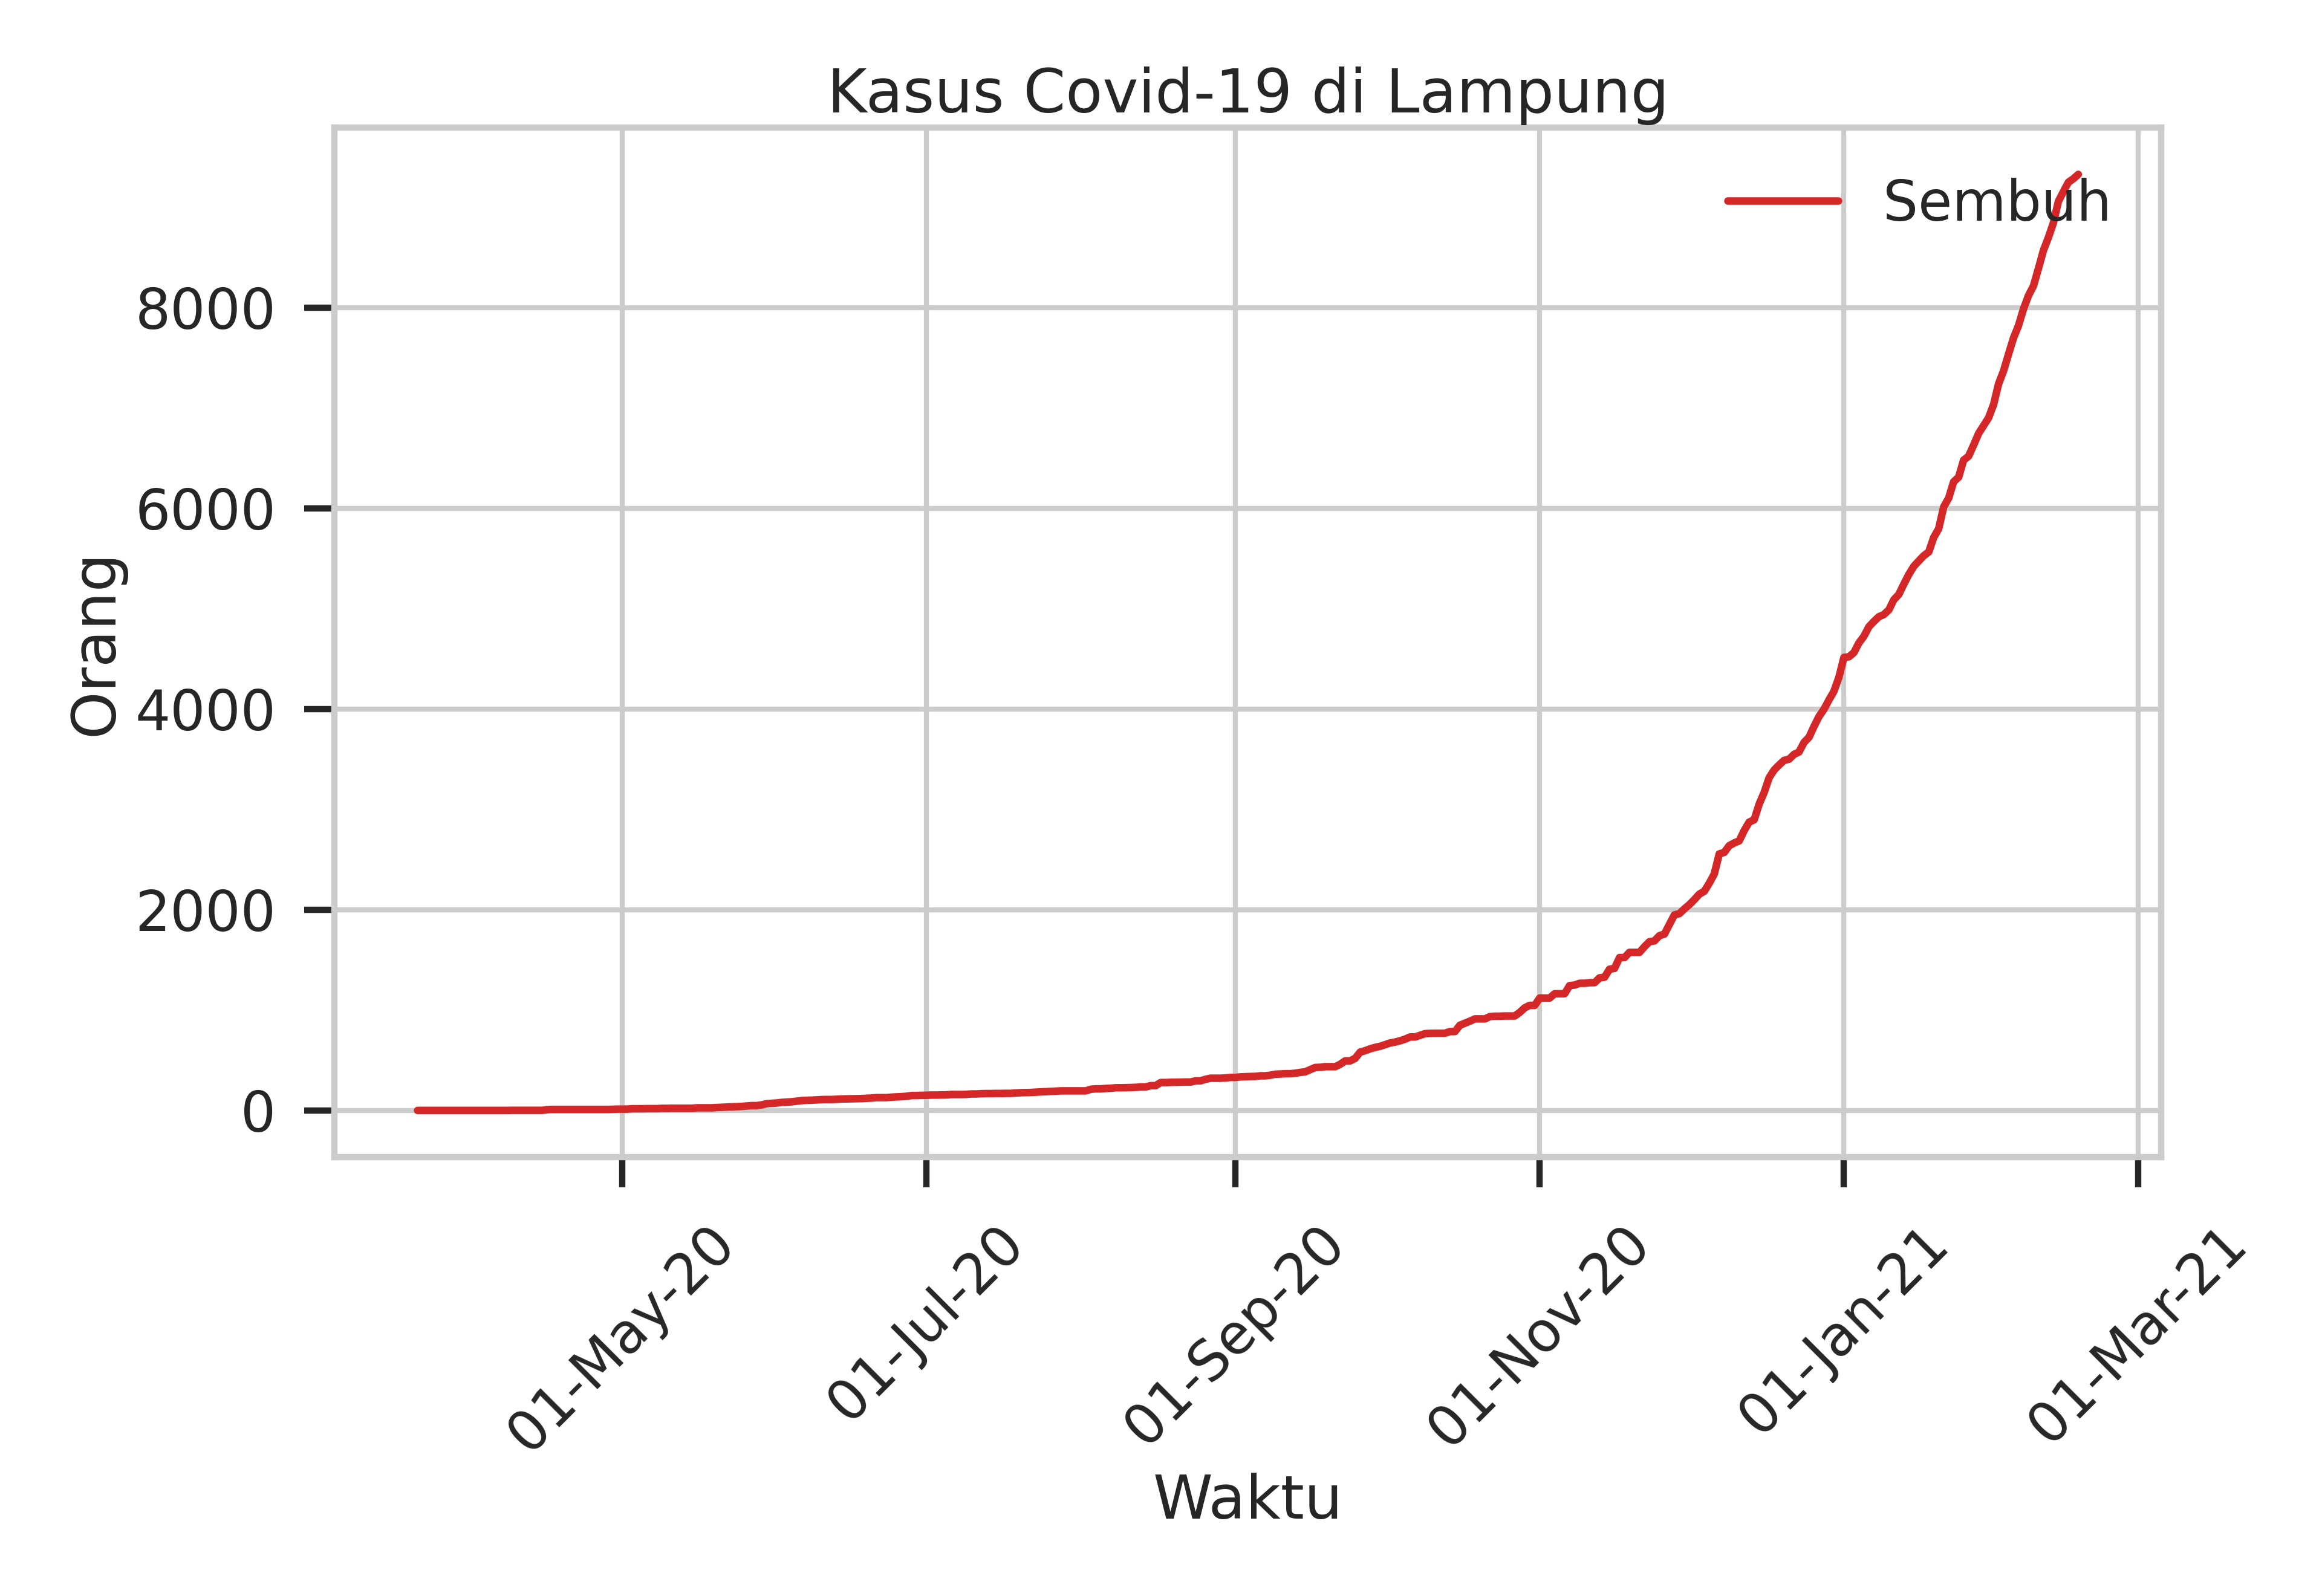 Kasus Covid-19 di Lampung
Sembuh
Orang
8000
6000
4000
2000
0
01-May-20
01-Jul-20
01-Sep-20
01-Nov-20
01-Jan-21
01-Mar-21
Waktu